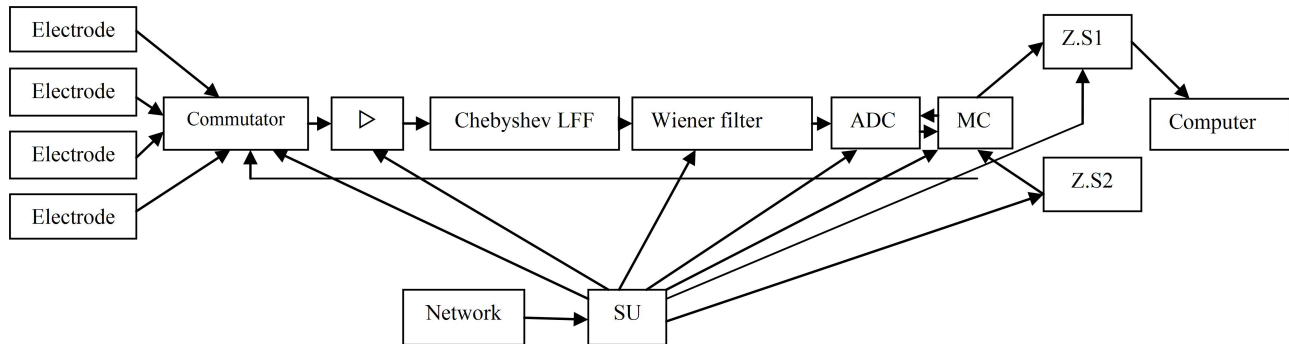 Electrode
Electrode
Electrode
Electrode
Commutator
Chebyshev LFF
Wiener filter
ADC
MC
Z.S1
Computer
Z.S2
Network
SU